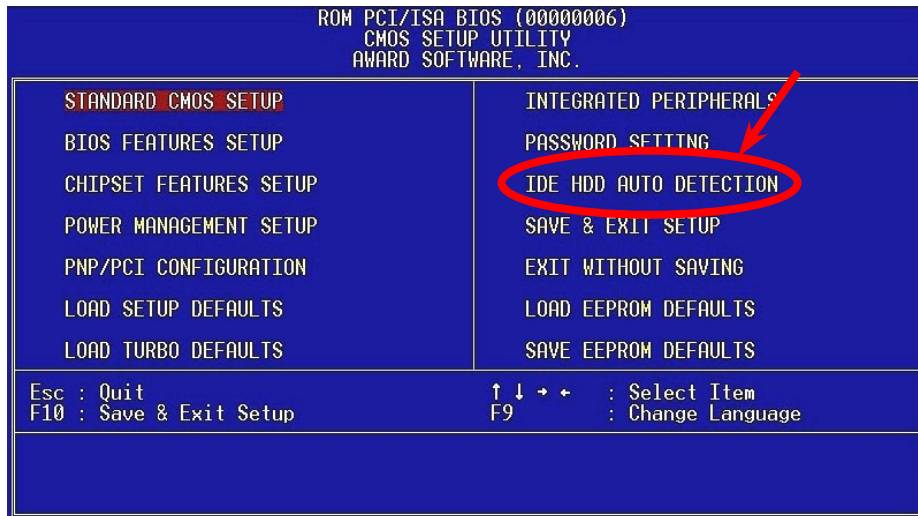 ROM PCI/ISA BIOS (00000006)
CMOS SETUP UTILITY
AWARD SOFTWARE, INC.
STANDARD CMOS SETUP
BIOS FEATURES SETUP
CHIPSET FEATURES SETUP
POWER MANAGEMENT SETUP
PNP/PCI CONFIGURATION
LOAD SETUP DEFAULTS
LOAD TURBO DEFAULTS
INTEGRATED PERIPHERALS
PASSWORD SETTING
IDE HDD AUTO DETECTION
SAVE & EXIT SETUP
EXIT WITHOUT SAVING
LOAD EEPROM DEFAULTS
SAVE EEPROM DEFAULTS
Esc : Quit
F10 : Save & Exit Setup
↑ ↓ → ← : Select Item
F9 : Change Language